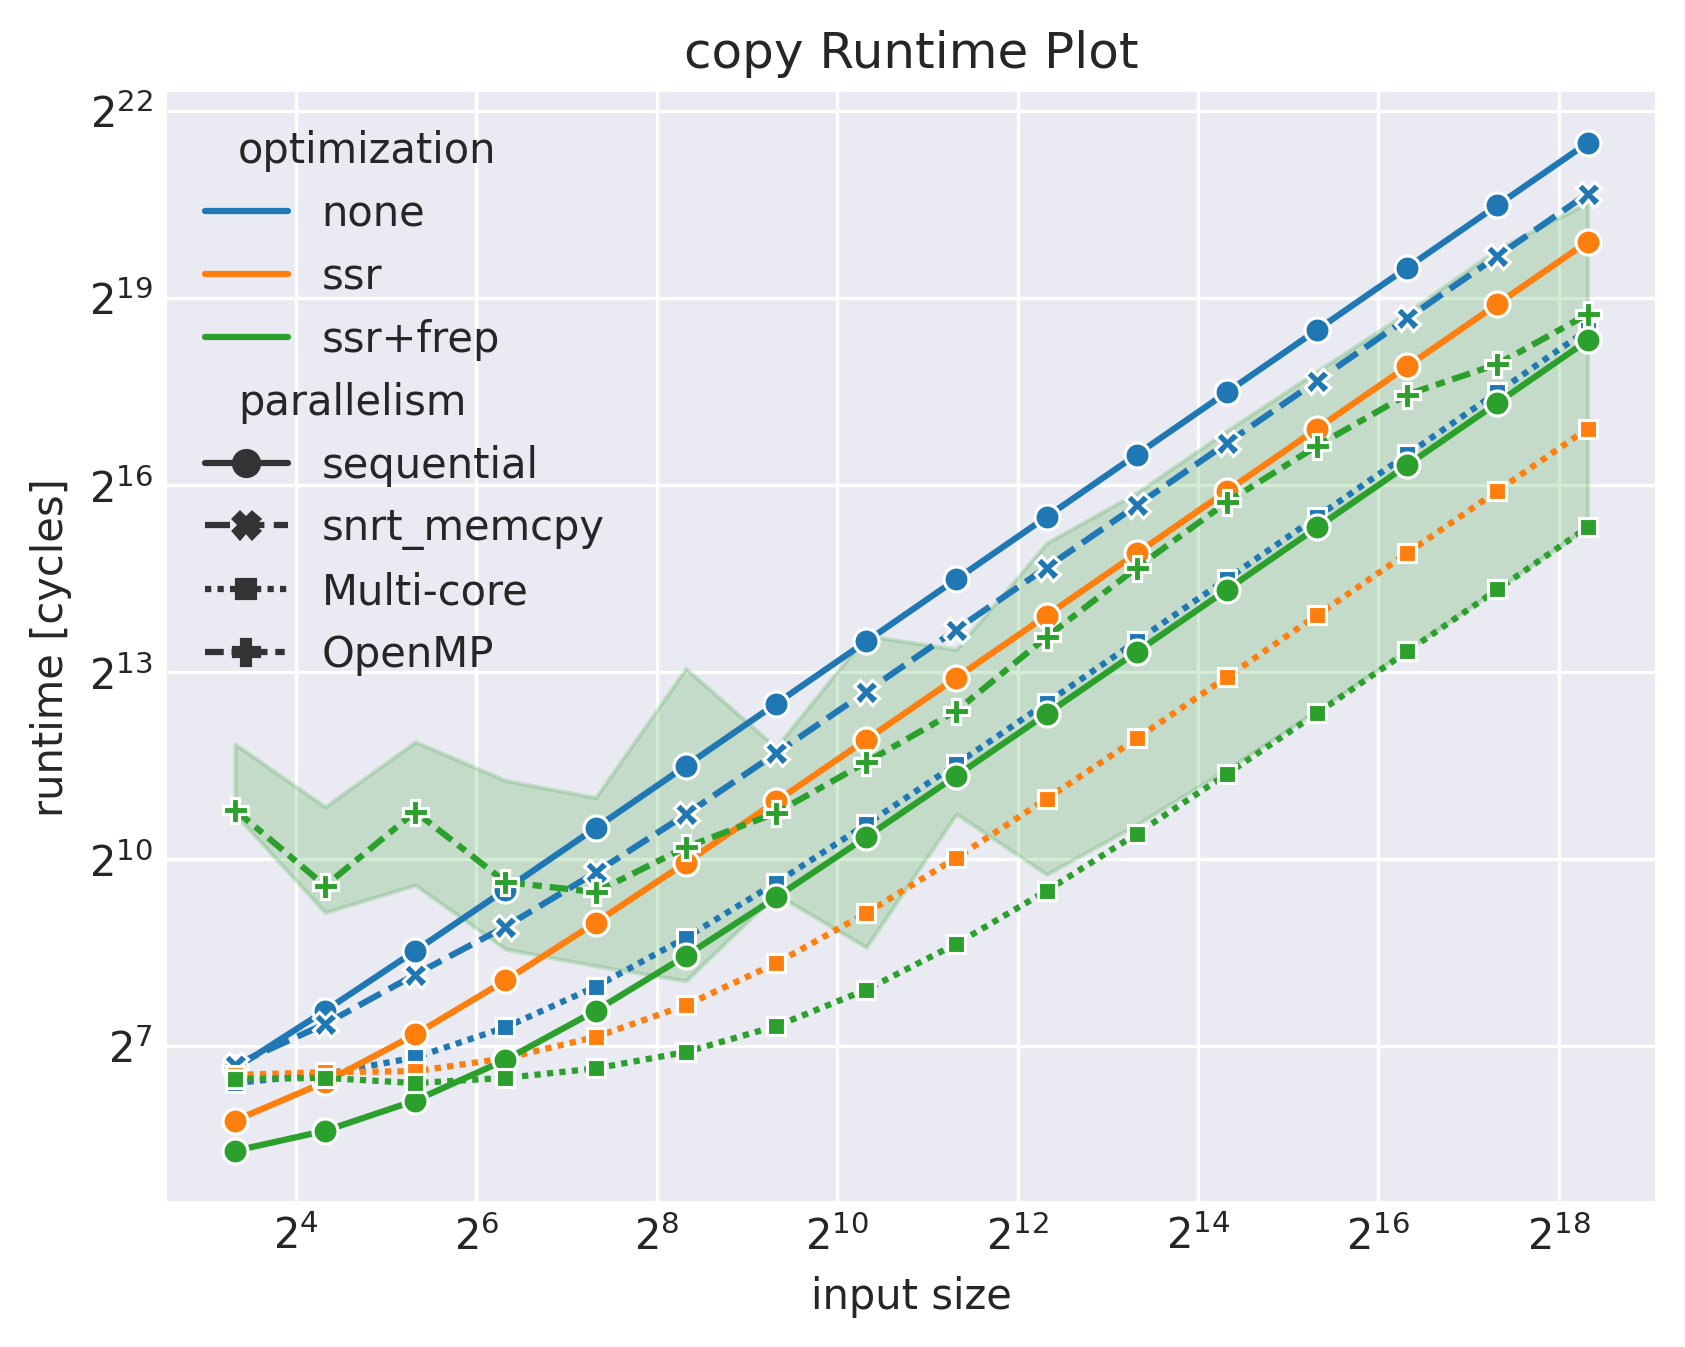 copy Runtime Plot
2^22
2^19
2^16
2^13
2^10
2^7
runtime [cycles]
optimization
none
ssr
ssr+frep
parallelism
sequential
snrt_memcpy
Multi-core
OpenMP
2^4 2^6 2^8 2^10 2^12 2^14 2^16 2^18
input size